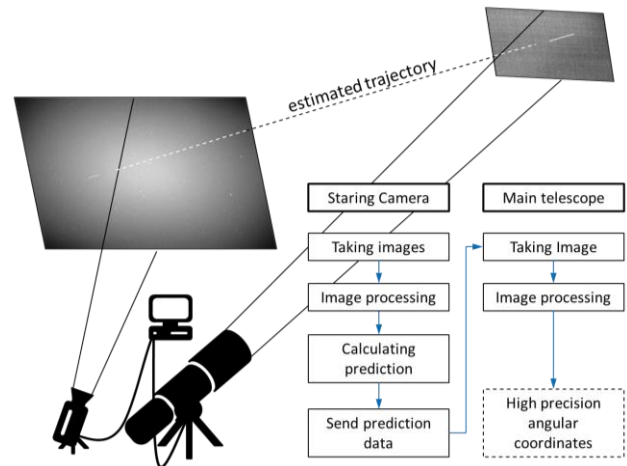 estimated trajectory
Staring Camera
Main telescope
Taking images
Taking Image
Image processing
Image processing
Calculating
prediction
Send prediction
data
High precision
angular
coordinates